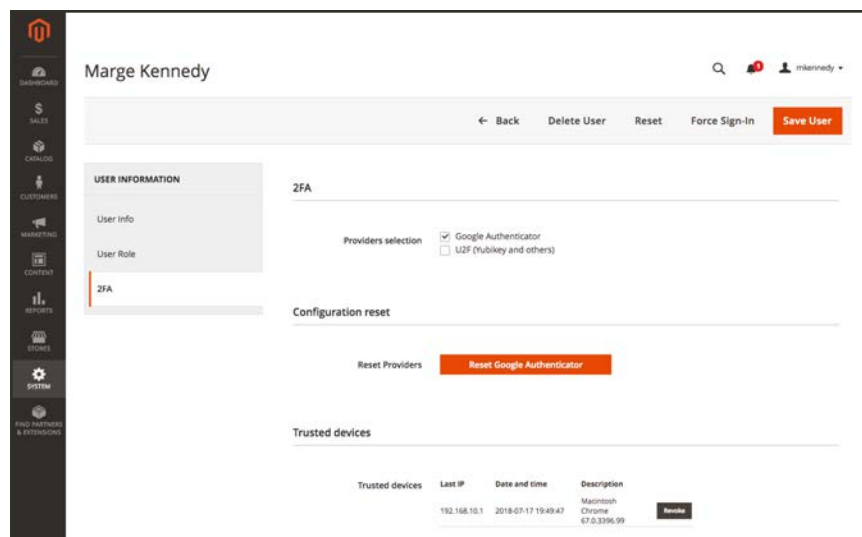 Marge Kennedy
1
mkennedy
DASHBOARD
SALES
CATALOG
CUSTOMERS
MARKETING
CONTENT
REPORTS
STORES
SYSTEM
FIND PARTNERS
& EXTENSIONS
← Back Delete User Reset Force Sign-In Save User
USER INFORMATION
User Info
User Role
2FA
2FA
Providers selection
Google Authenticator
U2F (Yubikey and others)
Configuration reset
Reset Providers Reset Google Authenticator
Trusted devices
Trusted devices
Last IP Date and time Description
192.168.10.1 2018-07-17 19:49:47 Macintosh
Chrome
67.0.3396.99
Revoke